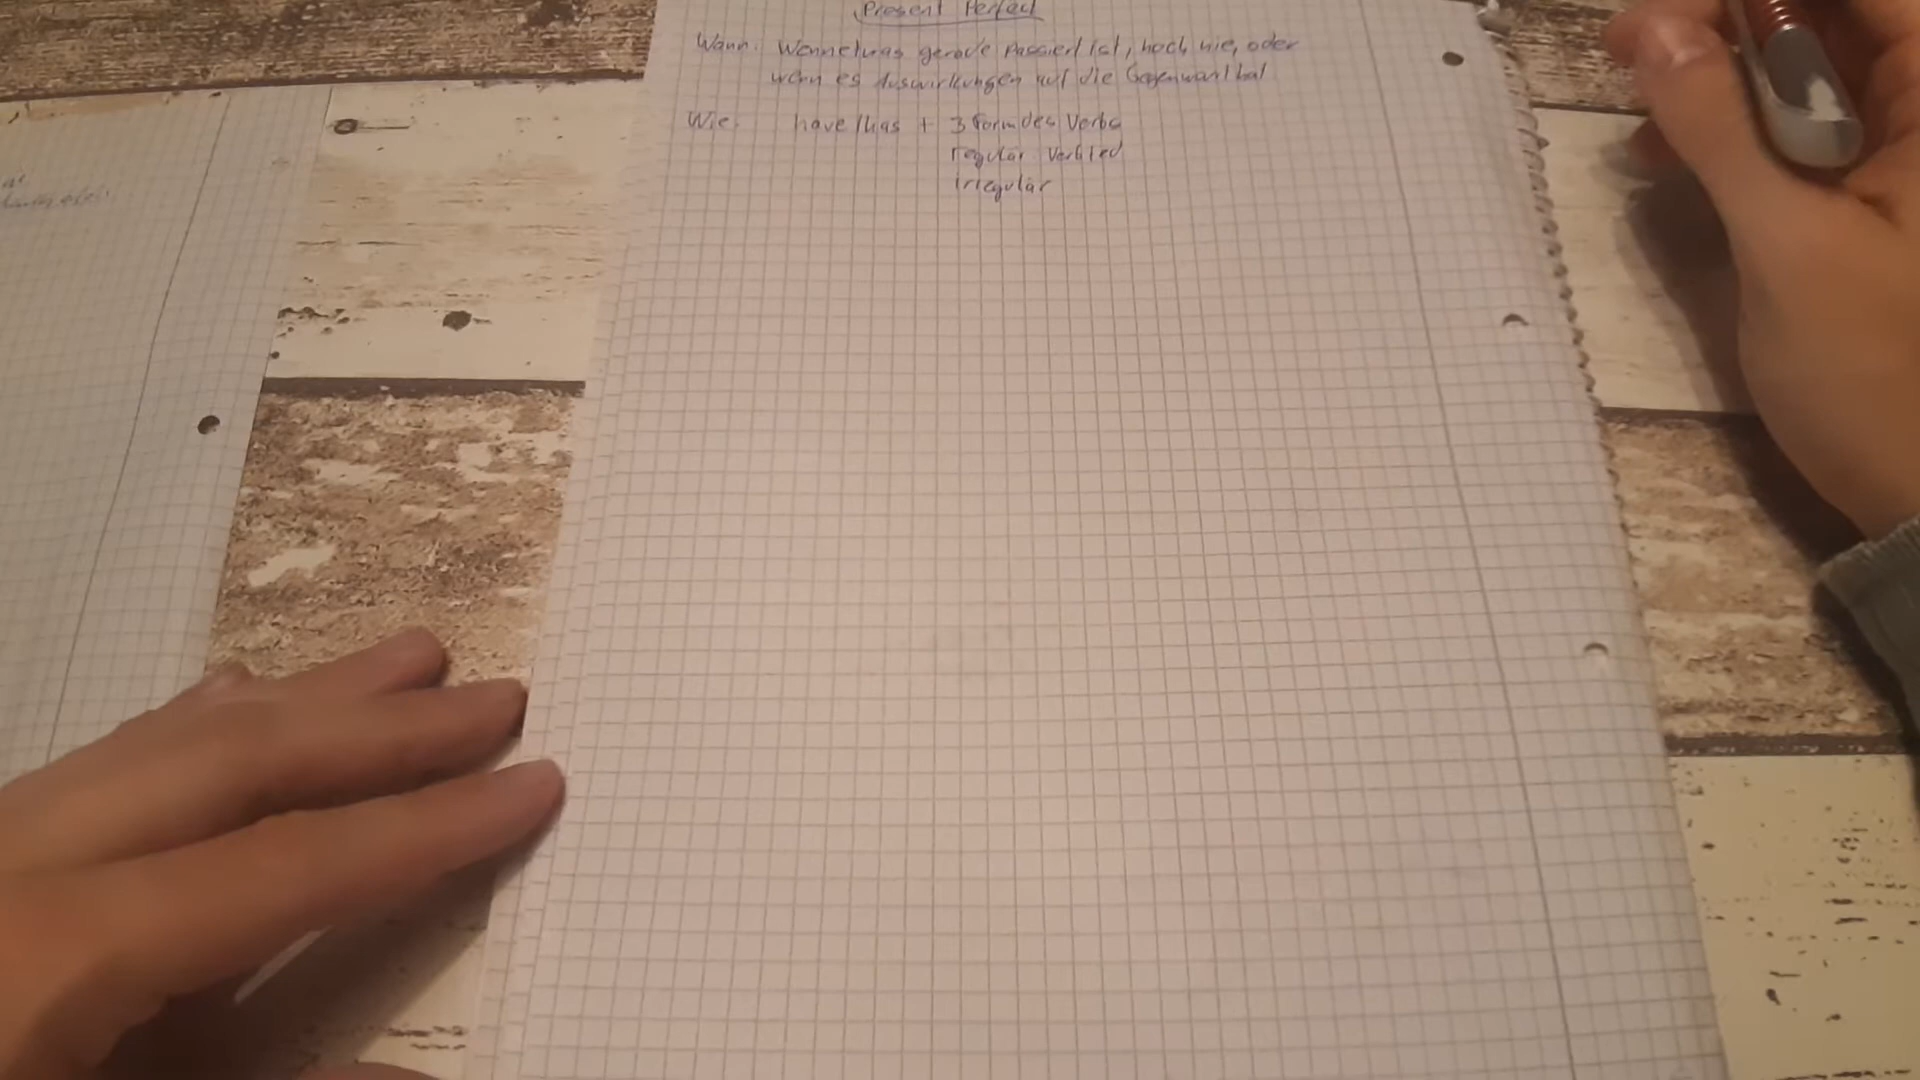 Present Perfect
Wann: Wenn etwas gerade passiert ist, noch nie, oder
wenn es Auswirkungen auf die Gegenwart hat
Wie: have/has + 3 Form des Verbs
regulär Verb+ed
irregulär